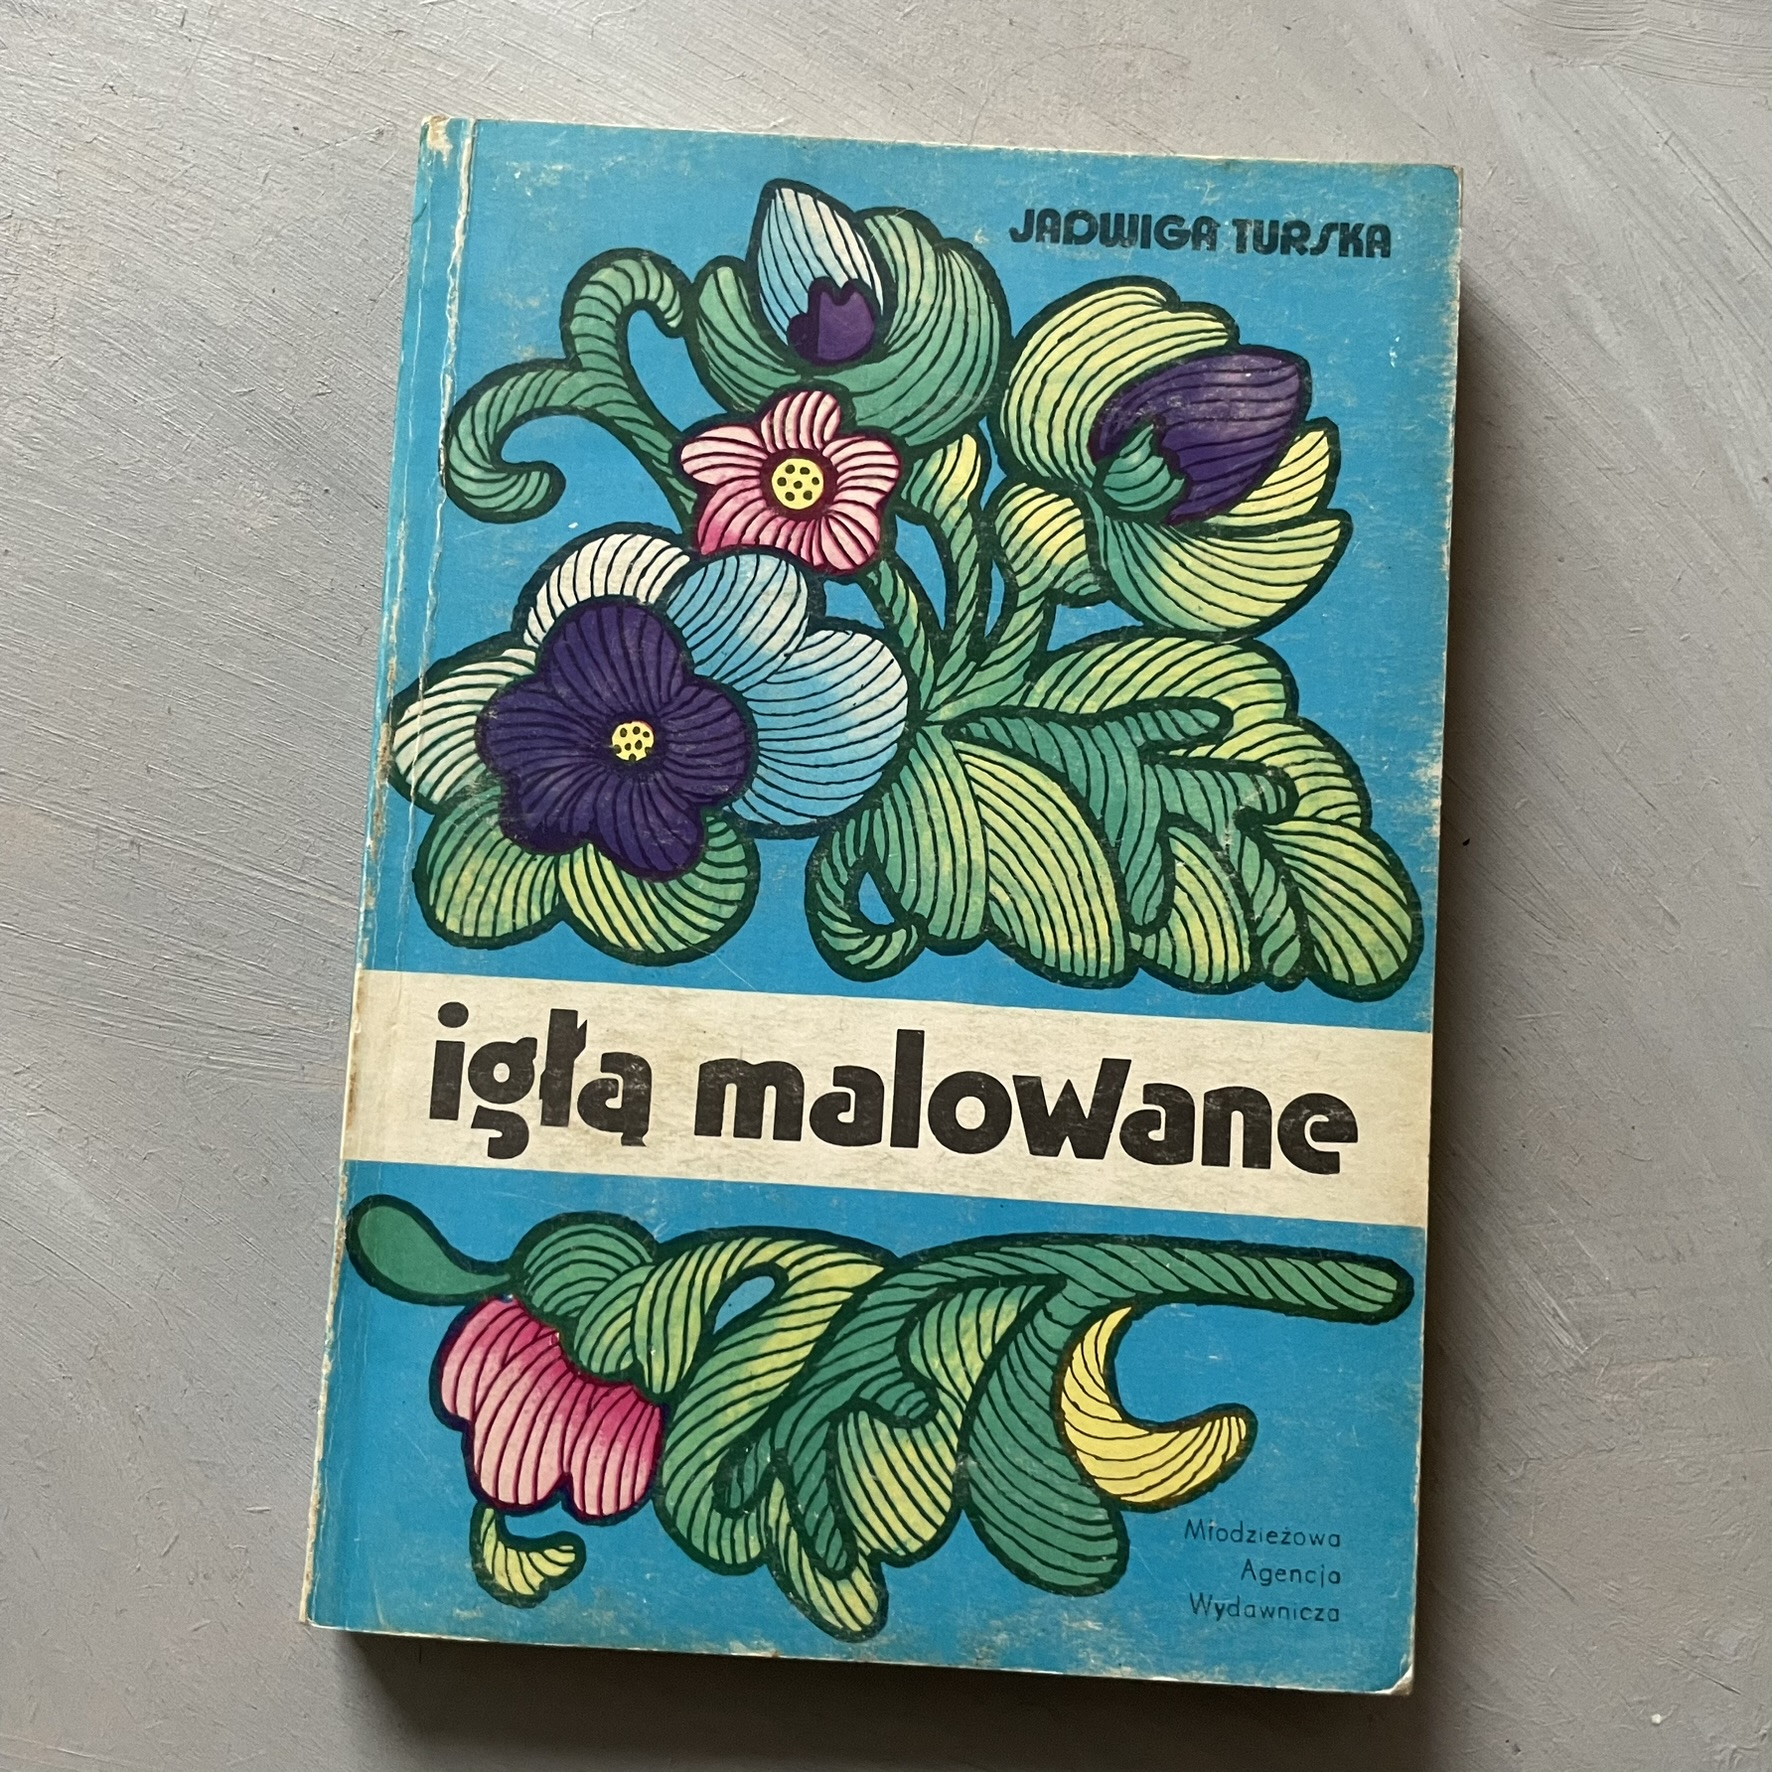 JADWIGA TURSKA
igłą malowane
Młodzieżowa
Agencja
Wydawnicza